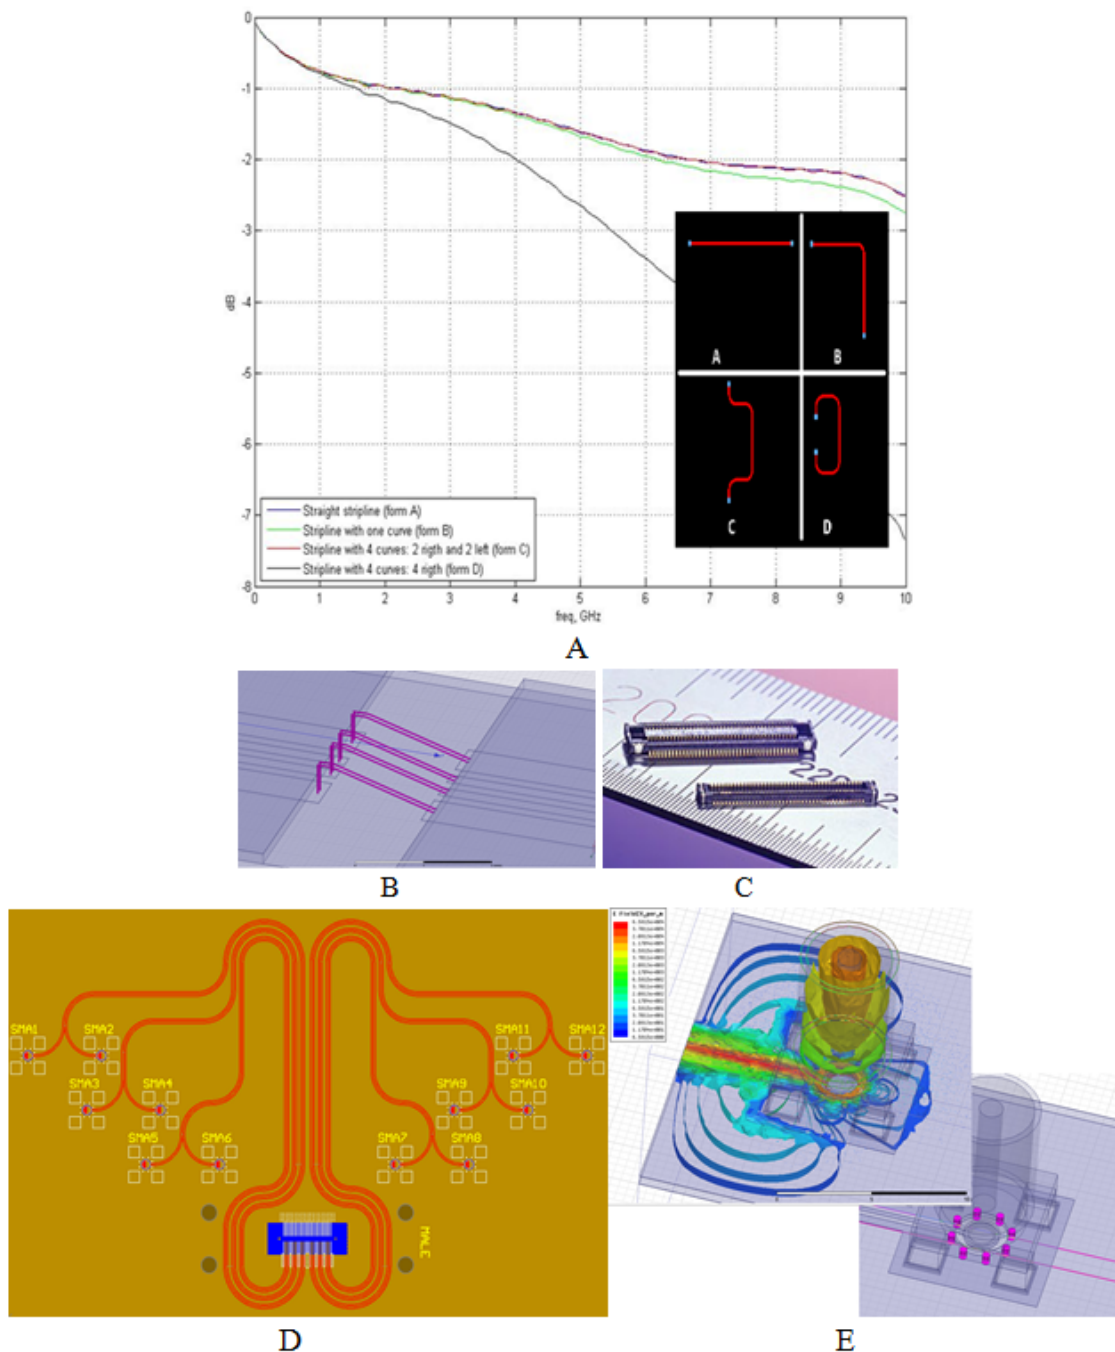 0
-1
-2
-3
-4
-5
-6
-7
-8
dB
0 1 2 3 4 5 6 7 8 9 10
freq, GHz
Straight stripline (form A)
Stripline with one curve (form B)
Stripline with 4 curves: 2 rigth and 2 left (form C)
Stripline with 4 curves: 4 rigth (form D)
A
B
C
D
A
B
C
SMA1
SMA2
SMA11
SMA12
SMA3
SMA4
SMA9
SMA10
SMA5
SMA6
SMA7
SMA8
MALE
D
E